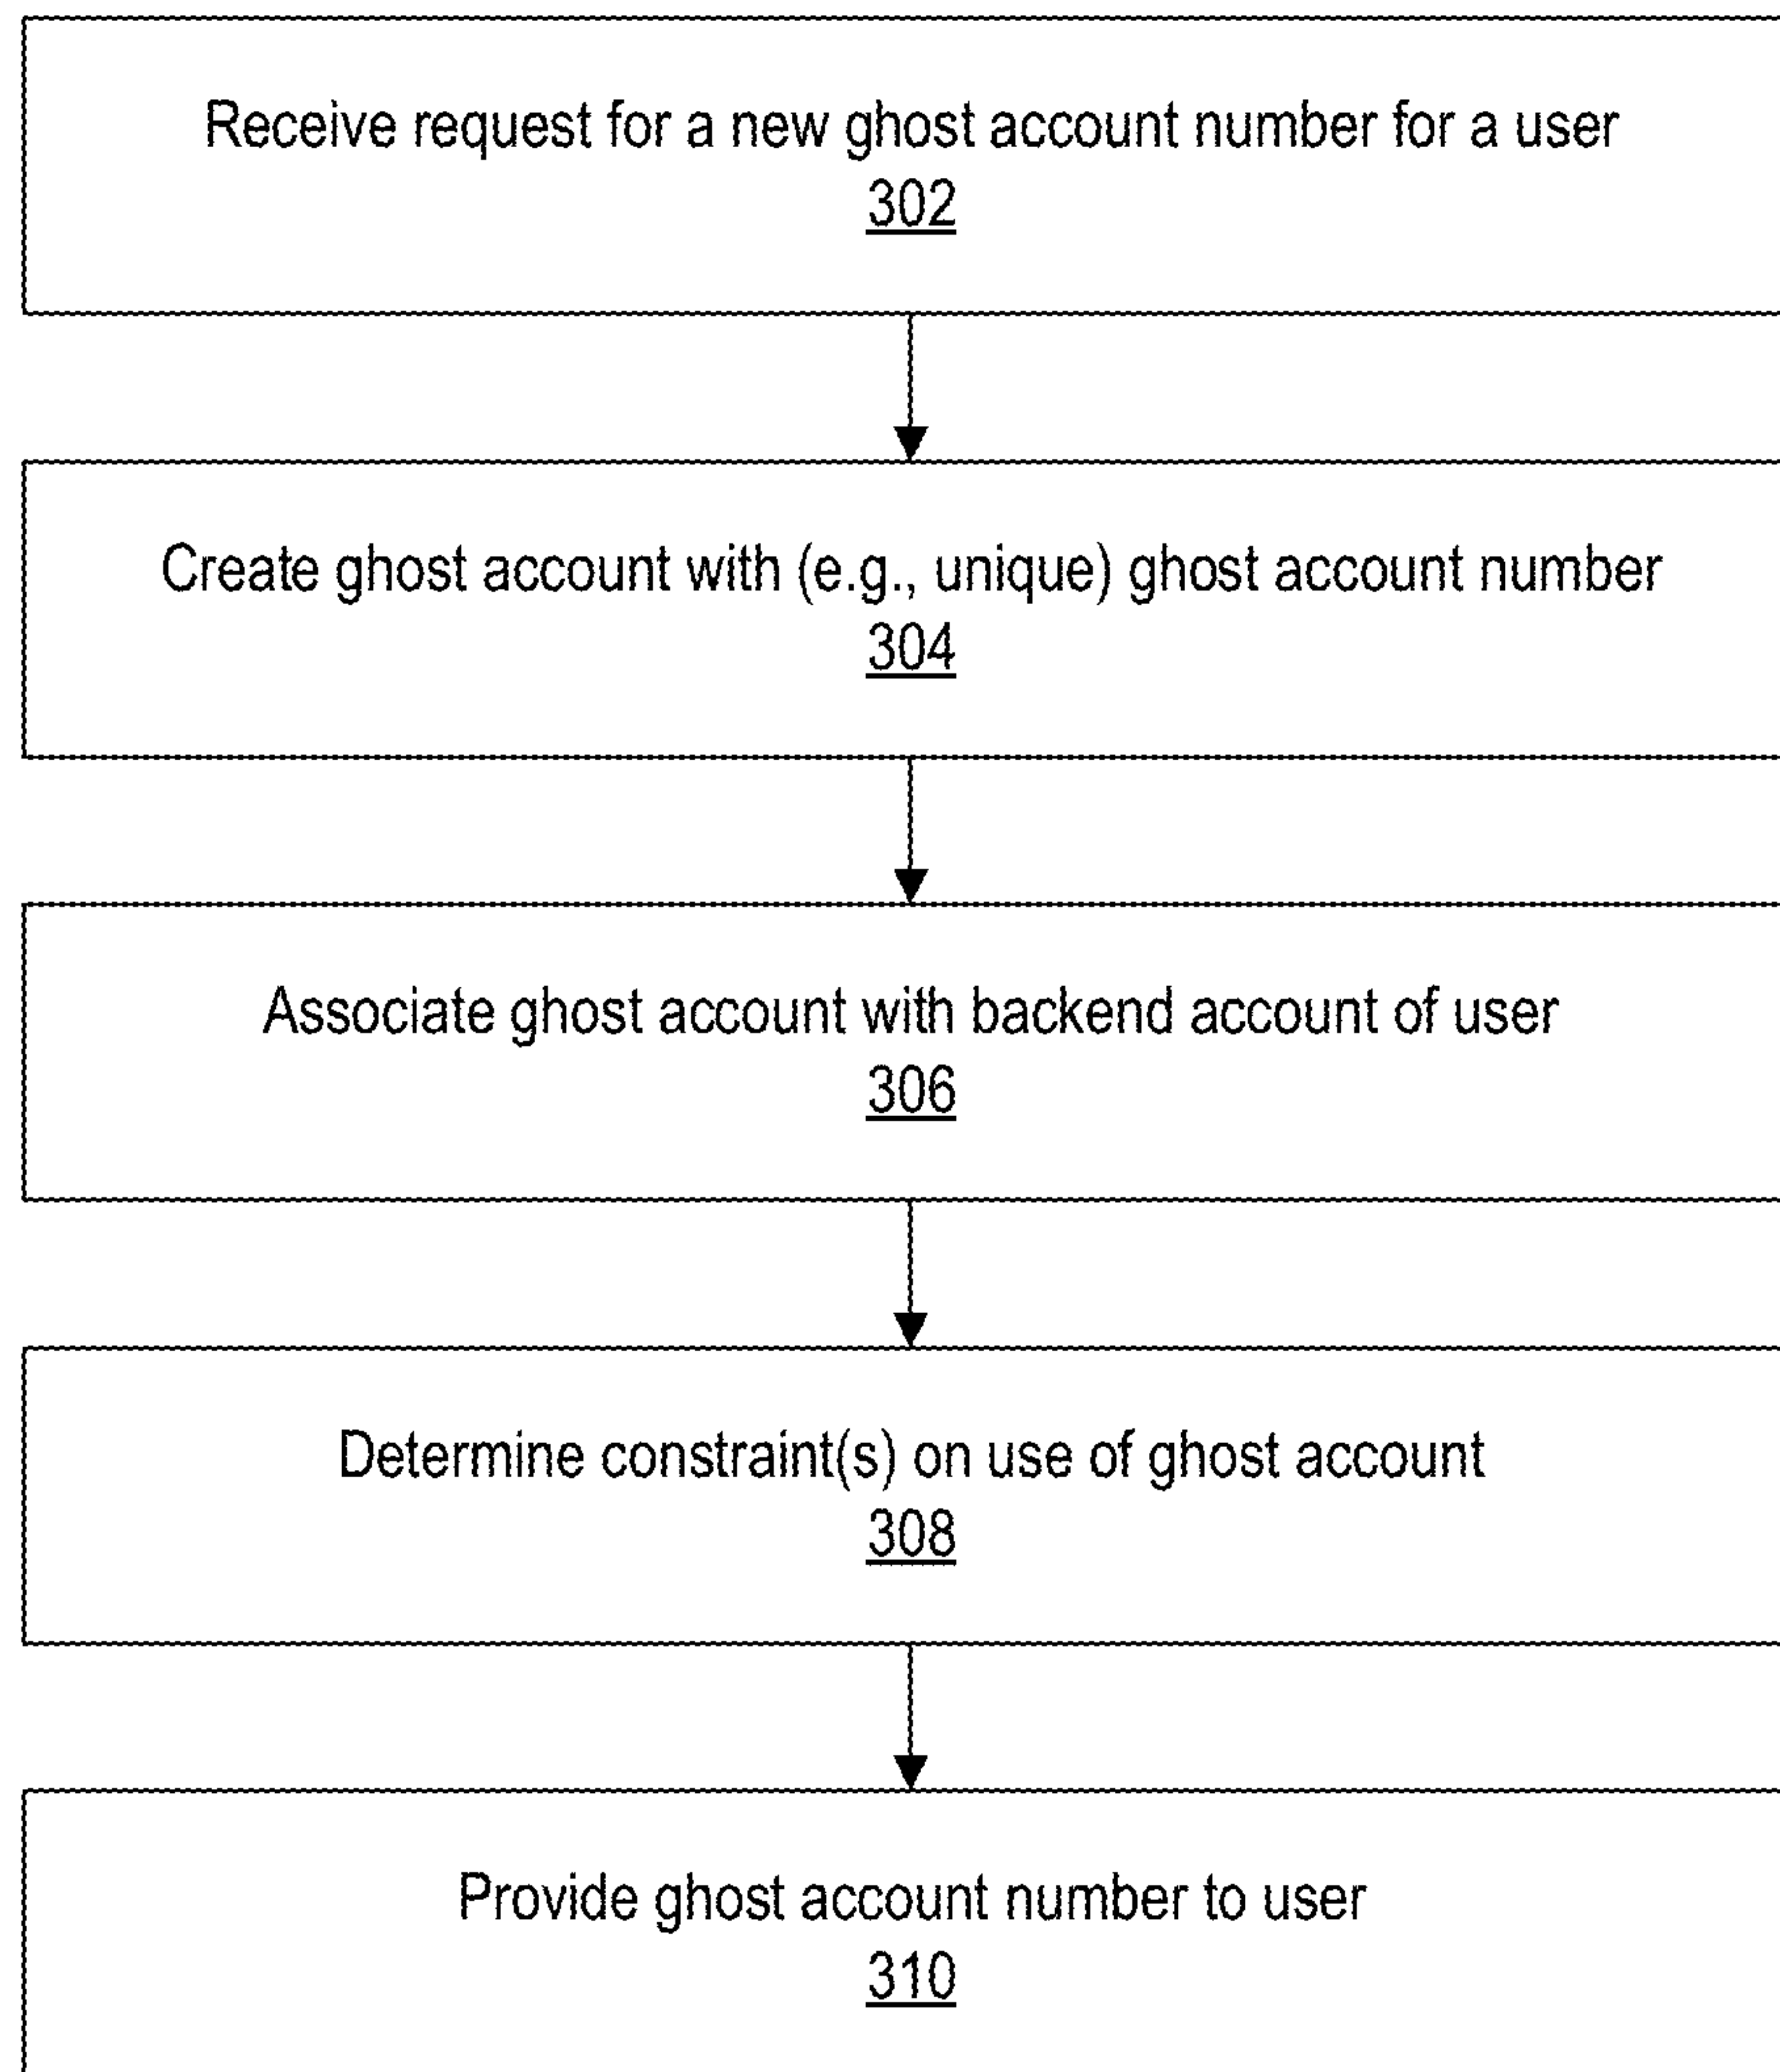 Receive request for a new ghost account number for a user
302
Create ghost account with (e.g., unique) ghost account number
304
Associate ghost account with backend account of user
306
Determine constraint(s) on use of ghost account
308
Provide ghost account number to user
310